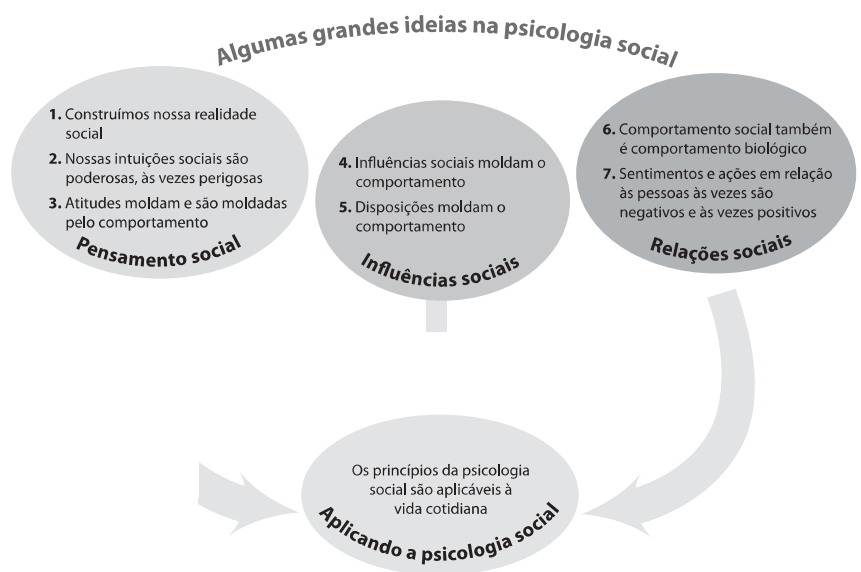 Algumas grandes ideias na psicologia social
1. Construímos nossa realidade
social
2. Nossas intuições sociais são
poderosas, às vezes perigosas
3. Atitudes moldam e são moldadas
pelo comportamento
Pensamento social
4. Influências sociais moldam o
comportamento
5. Disposições moldam o
comportamento
Influências sociais
6. Comportamento social também
é comportamento biológico
7. Sentimentos e ações em relação
às pessoas às vezes são
negativos e às vezes positivos
Relações sociais
Os princípios da psicologia
social são aplicáveis à
vida cotidiana
Aplicando a psicologia social